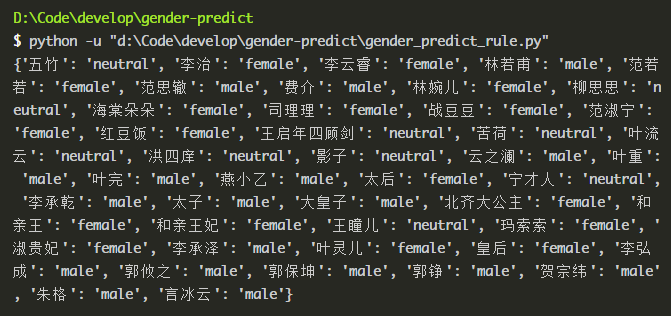 D:\Code\develop\gender-predict
$ python -u "d:\Code\develop\gender-predict\gender_predict_rule.py"
{'五竹': 'neutral', '李治': 'female', '李云睿': 'female', '林若甫': 'male', '范若
若': 'female', '范思辙': 'male', '费介': 'male', '林婉儿': 'female', '柳思思': 'n
eutral', '海棠朵朵': 'female', '司理理': 'female', '战豆豆': 'female', '范淑宁':
'female', '红豆饭': 'female', '王启年四顾剑': 'neutral', '苦荷': 'neutral', '叶流
云': 'neutral', '洪四庠': 'neutral', '影子': 'neutral', '云之澜': 'male', '叶重':
'male', '叶完': 'male', '燕小乙': 'male', '太后': 'female', '宁才人': 'neutral',
'李承乾': 'male', '太子': 'male', '大皇子': 'male', '北齐大公主': 'female', '和
亲王': 'female', '和亲王妃': 'female', '王瞳儿': 'neutral', '玛索索': 'female', '
淑贵妃': 'female', '李承泽': 'male', '叶灵儿': 'female', '皇后': 'female', '李弘
成': 'male', '郭攸之': 'male', '郭保坤': 'male', '郭铮': 'male', '贺宗纬': 'male'
, '朱格': 'male', '言冰云': 'male'}